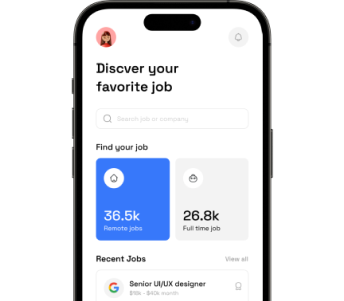 Discver your
favorite job
Search job or company
Find your job
36.5k
Remote jobs
26.8k
Full time job
Recent Jobs
View all
Senior UI/UX designer
$18k - $40k month